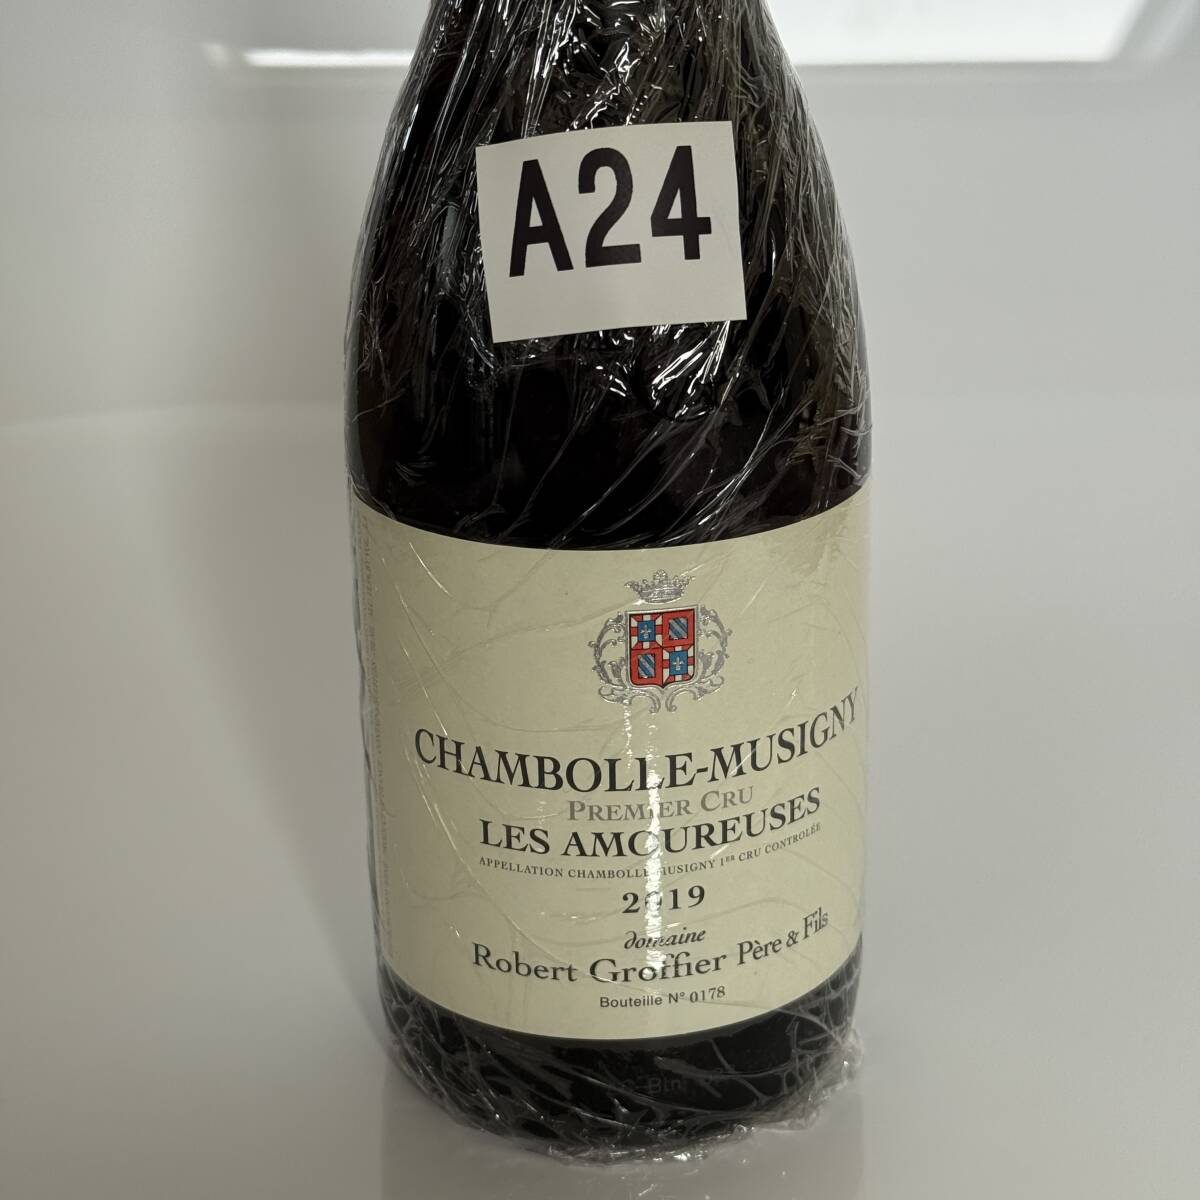 A24
CHAMBOLLE-MUSIGNY
PREMIER CRU
LES AMOUREUSES
APPELLATION CHAMBOLLE-MUSIGNY 1ER CRU CONTROLÉE
2019
domaine
Robert Groffier Père & Fils
Bouteille N° 0178